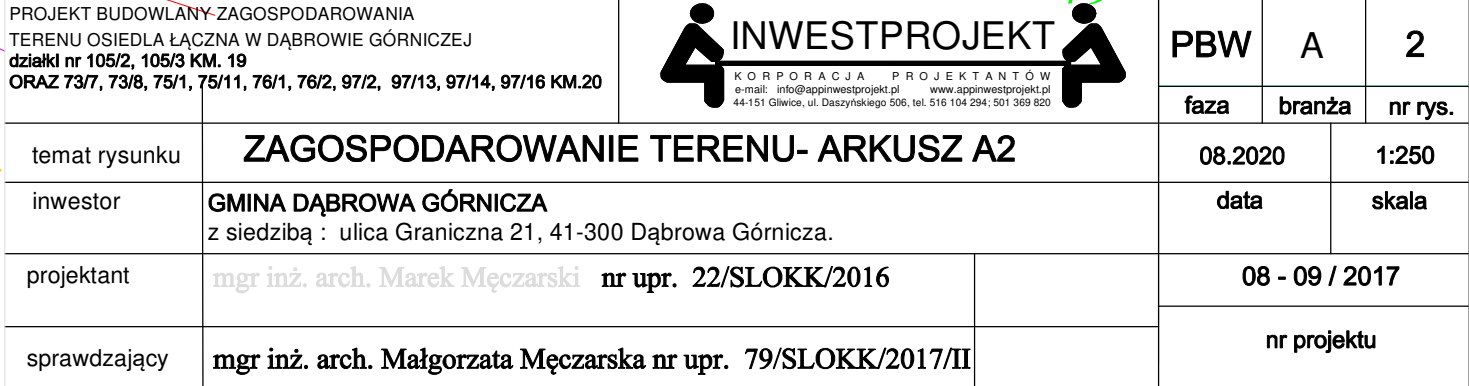 PROJEKT BUDOWLANY ZAGOSPODAROWANIA
TERENU OSIEDLA ŁĄCZNA W DĄBROWIE GÓRNICZEJ
działki nr 105/2, 105/3 KM. 19
ORAZ 73/7, 73/8, 75/1, 75/11, 76/1, 76/2, 97/2, 97/13, 97/14, 97/16 KM.20
INWESTPROJEKT
KORPORACJA PROJEKTANTÓW
e-mail: info@appinwestprojekt.pl www.appinwestprojekt.pl
44-151 Gliwice, ul. Daszyńskiego 506, tel. 516 104 294; 501 369 820
PBW A 2
faza branża nr rys.
temat rysunku ZAGOSPODAROWANIE TERENU- ARKUSZ A2 08.2020 1:250
inwestor GMINA DĄBROWA GÓRNICZA data skala
z siedzibą : ulica Graniczna 21, 41-300 Dąbrowa Górnicza.
projektant mgr inż. arch. Marek Męczarski nr upr. 22/SLOKK/2016 08 - 09 / 2017
nr projektu
sprawdzający mgr inż. arch. Małgorzata Męczarska nr upr. 79/SLOKK/2017/II